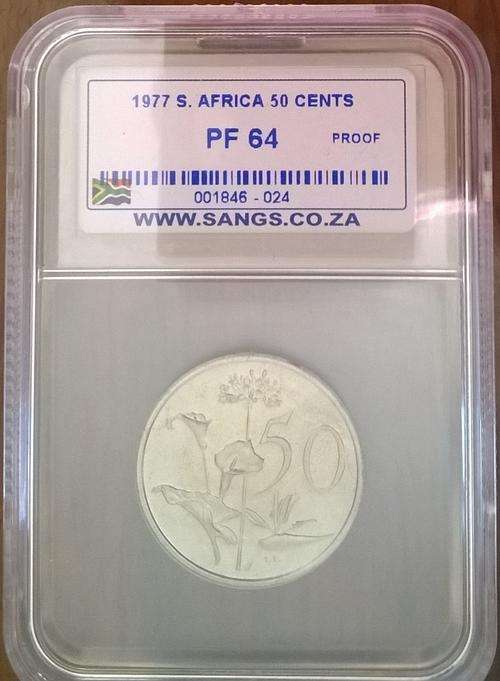 1977 S. AFRICA 50 CENTS
PF 64 PROOF
001846 - 024
WWW.SANGS.CO.ZA
50